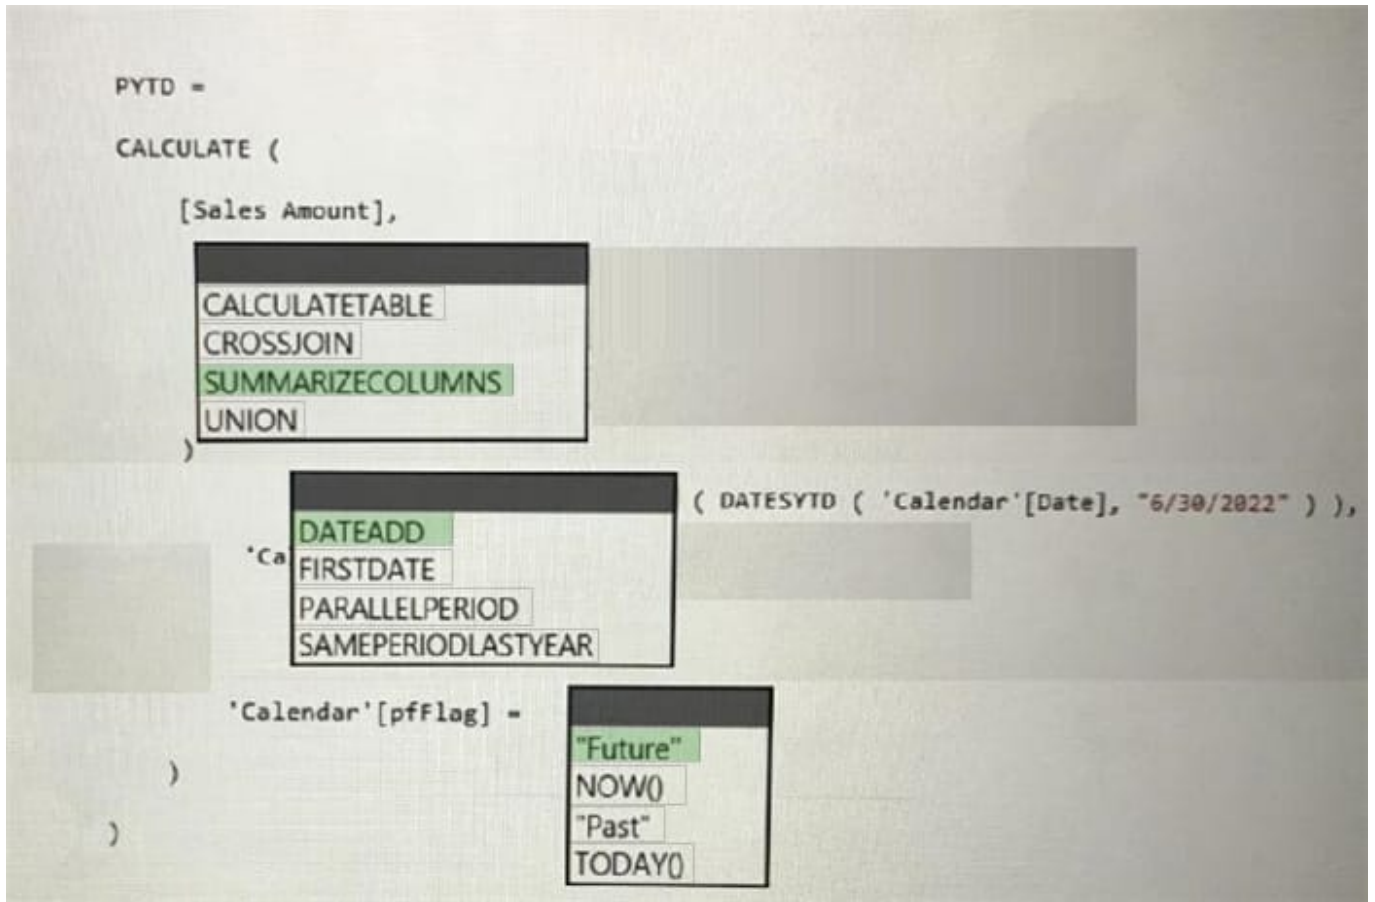 PYTD =
CALCULATE (
[Sales Amount],
CALCULATETABLE
CROSSJOIN
SUMMARIZECOLUMNS
UNION
)
( DATESYTD ( 'Calendar'[Date], "6/30/2022" ) ),
DATEADD
'Ca
FIRSTDATE
PARALLELPERIOD
SAMEPERIODLASTYEAR
'Calendar'[pfFlag] =
"Future"
NOW()
)
"Past"
)
TODAY()